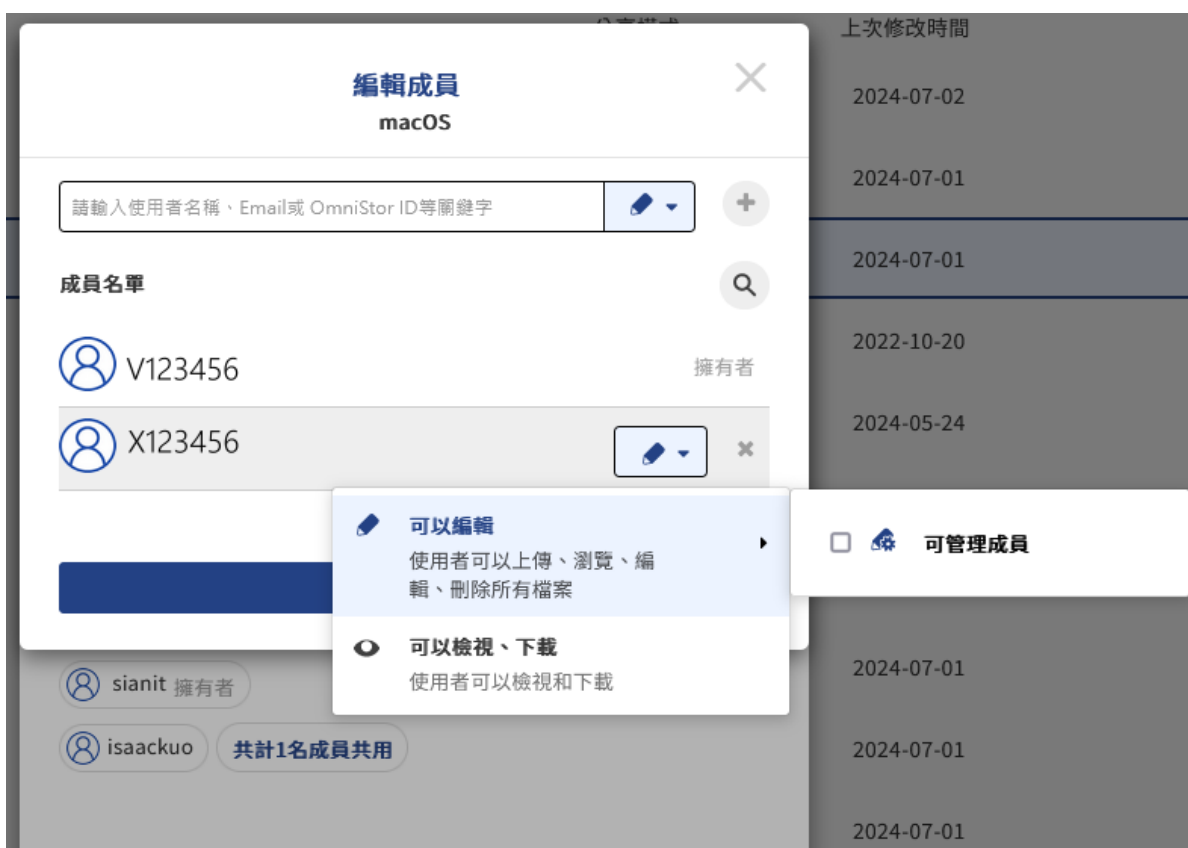 上次修改時間
編輯成員
macOS
2024-07-02
2024-07-01
請輸入使用者名稱、Email或 OmniStor ID等關鍵字
2024-07-01
成員名單
2022-10-20
V123456
擁有者
2024-05-24
X123456
可以編輯
使用者可以上傳、瀏覽、編
輯、刪除所有檔案
可管理成員
可以檢視、下載
使用者可以檢視和下載
2024-07-01
sianit 擁有者
isaackuo
共計1名成員共用
2024-07-01
2024-07-01